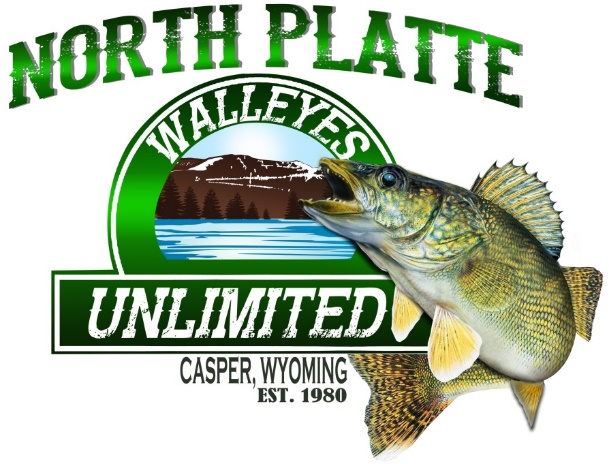 NORTH PLATTE
WALLEYES
UNLIMITED
CASPER, WYOMING
EST. 1980